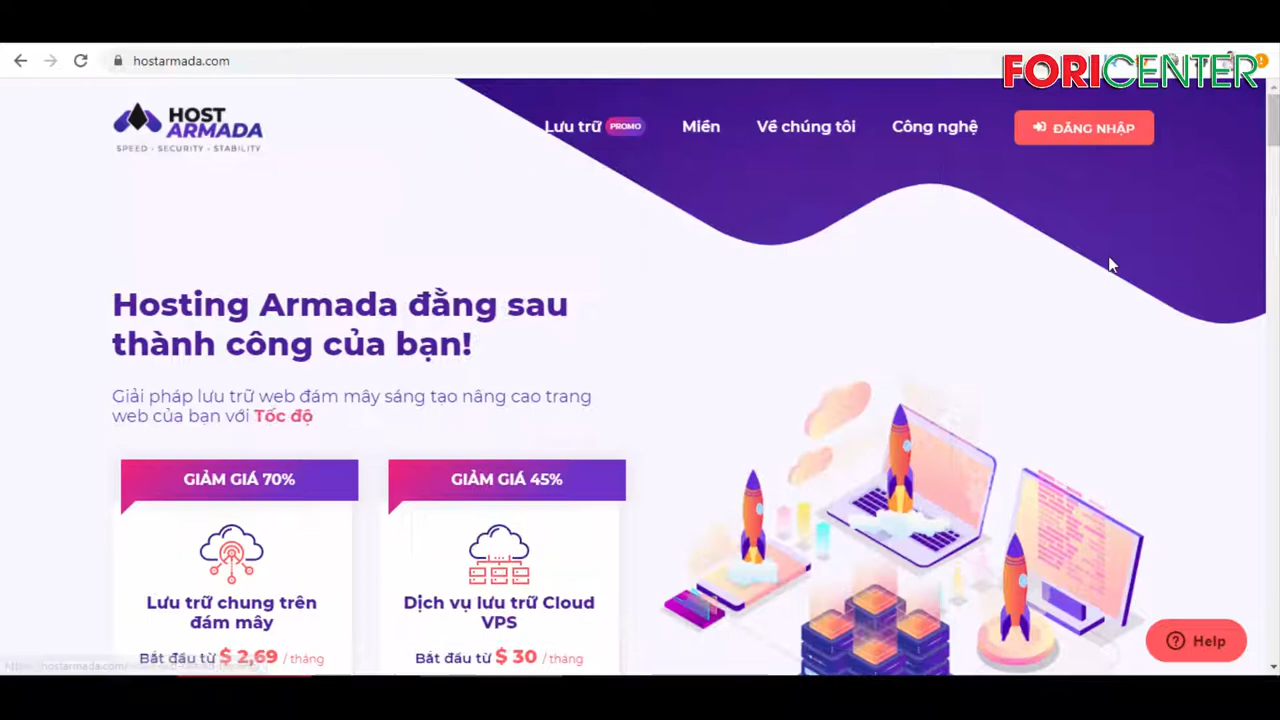 hostarmada.com
FORICENTER
HOST
ARMADA
SPEED - SECURITY - STABILITY
Lưu trữ PROMO Miền Về chúng tôi Công nghệ ĐĂNG NHẬP
Hosting Armada đằng sau
thành công của bạn!
Giải pháp lưu trữ web đám mây sáng tạo nâng cao trang
web của bạn với Tốc độ
GIẢM GIÁ 70%
Lưu trữ chung trên
đám mây
Bắt đầu từ $ 2,69 / tháng
GIẢM GIÁ 45%
Dịch vụ lưu trữ Cloud
VPS
Bắt đầu từ $ 30 / tháng
Help